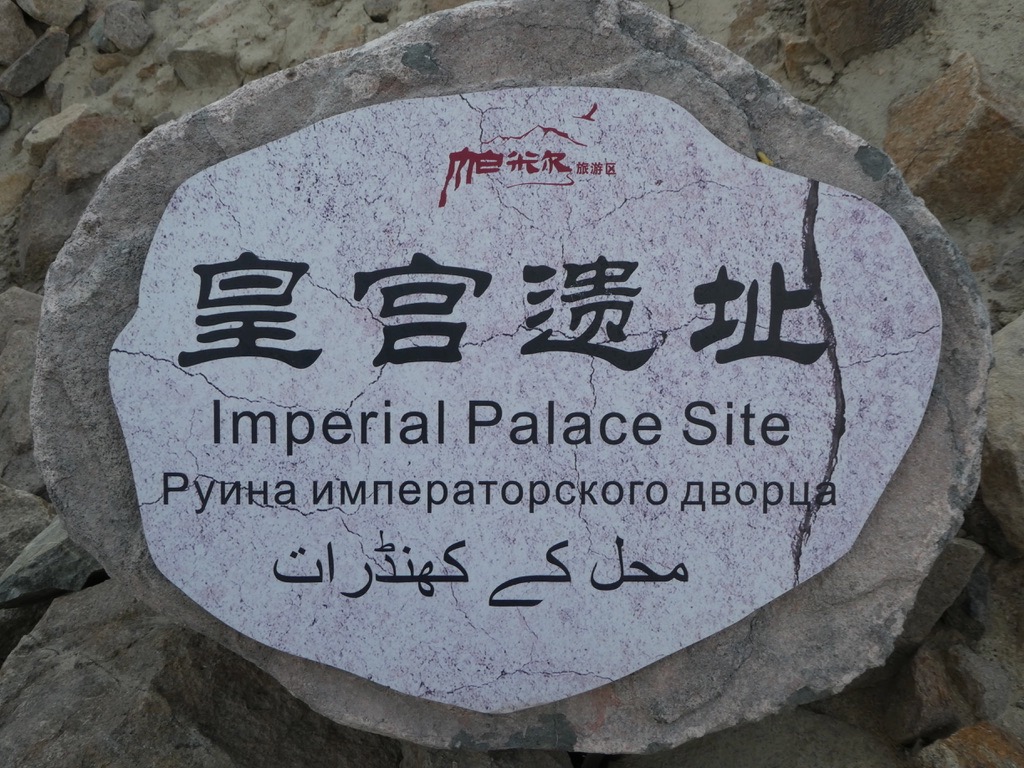 帕米尔旅游区
皇宫遗址
Imperial Palace Site
Руина императорского дворца
محل کے کھنڈرات